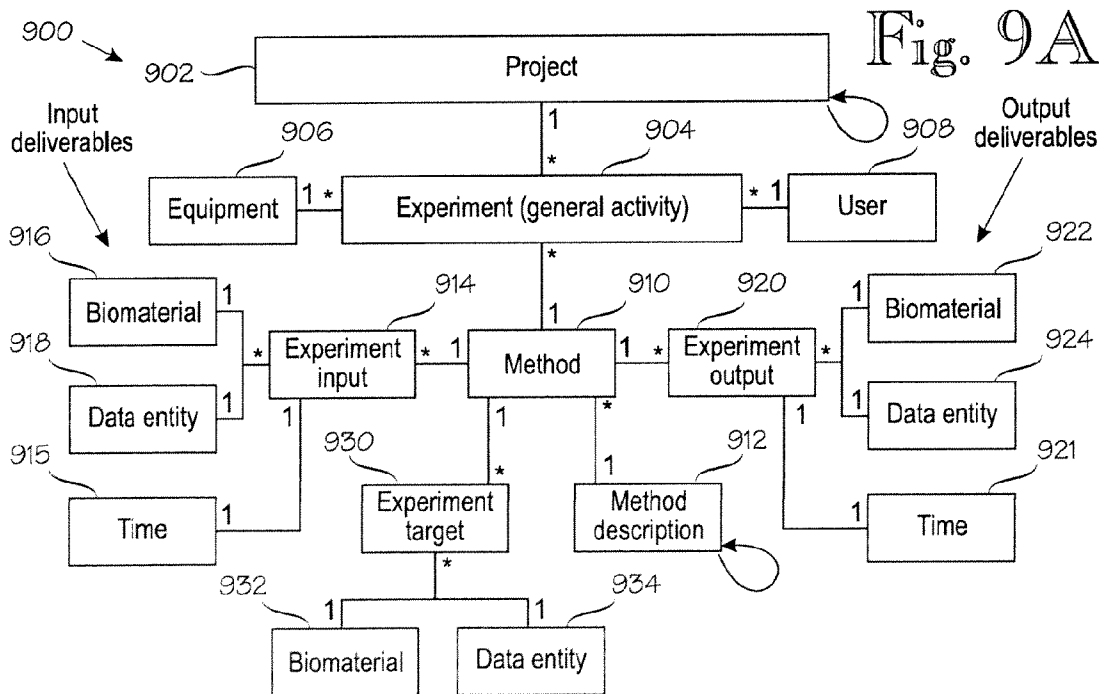 Fig. 9A
900
902
Project
Input
deliverables
Output
deliverables
1
*
906
904
908
Equipment
1 *
Experiment (general activity)
* 1
User
916
*
922
Biomaterial
1
914
910
920
1
Biomaterial
918
1
924
Experiment
input
*
* 1
Method
1 *
Experiment
output
*
Data entity
1
1
1
*
1
1
Data entity
915
930
912
921
*
1
Time
1
Experiment
target
Method
description
1
Time
*
932
934
1
1
Biomaterial
Data entity